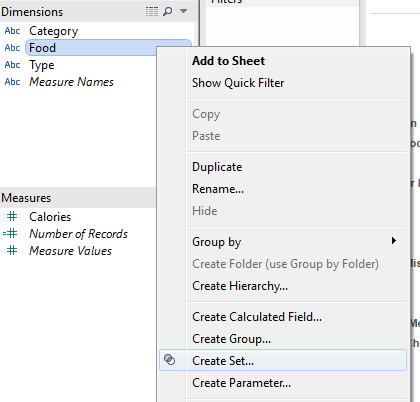 Dimensions
Filters
Abc Category
Abc Food
Abc Type
Abc Measure Names
Add to Sheet
Show Quick Filter
Copy
Paste
Duplicate
Rename...
Hide
Group by
Create Folder (use Group by Folder)
Create Hierarchy...
Create Calculated Field...
Create Group...
Create Set...
Create Parameter...
Measures
Calories
Number of Records
Measure Values